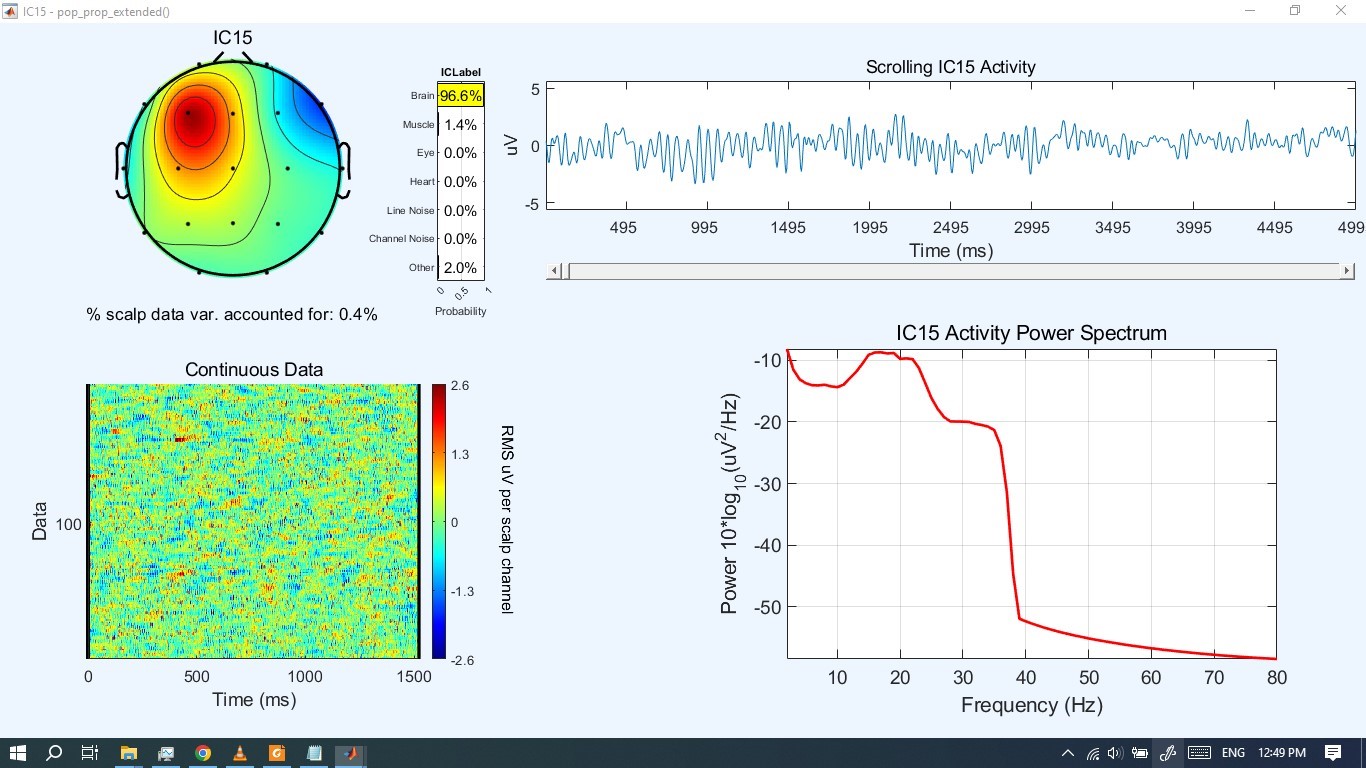 IC15 - pop_prop_extended()
IC15
ICLabel
Brain 96.6%
Muscle 1.4%
Eye 0.0%
Heart 0.0%
Line Noise 0.0%
Channel Noise 0.0%
Other 2.0%
0 0.5 1
Probability
% scalp data var. accounted for: 0.4%
Scrolling IC15 Activity
5
0
-5
uV
495 995 1495 1995 2495 2995 3495 3995 4495 499
Time (ms)
Continuous Data
Data
100
0 500 1000 1500
Time (ms)
2.6
1.3
0
-1.3
-2.6
RMS uV per scalp channel
IC15 Activity Power Spectrum
-10
-20
-30
-40
-50
Power 10*log10(uV2/Hz)
10 20 30 40 50 60 70 80
Frequency (Hz)
ENG 12:49 PM